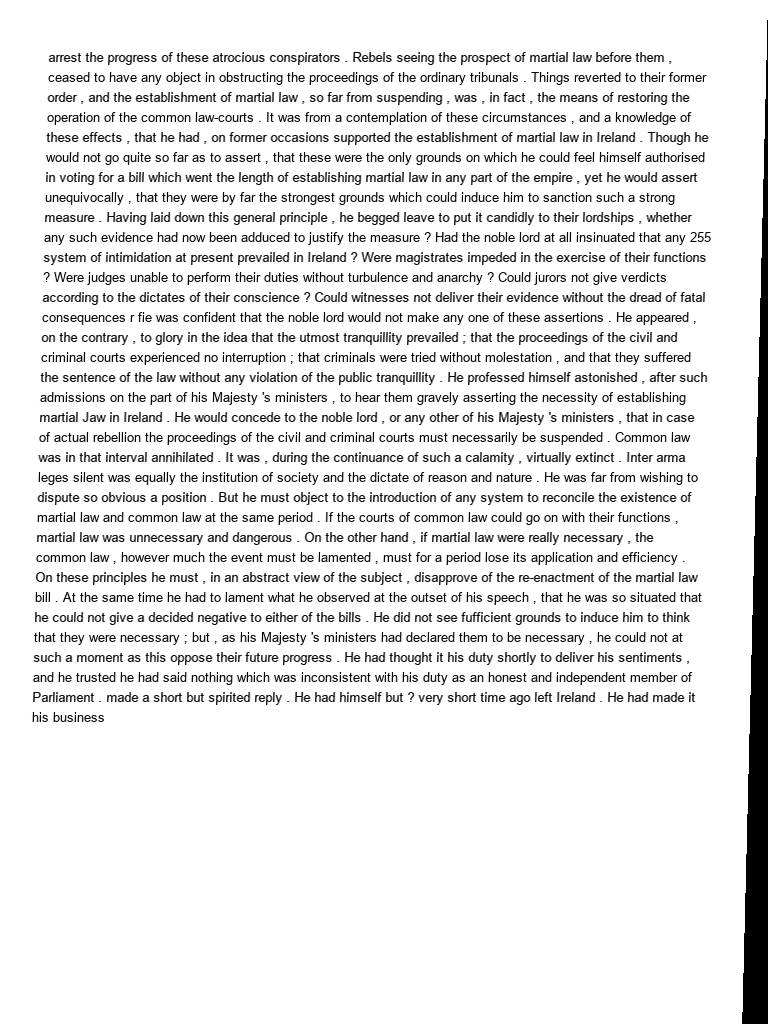 arrest the progress of these atrocious conspirators . Rebels seeing the prospect of martial law before them ,
ceased to have any object in obstructing the proceedings of the ordinary tribunals . Things reverted to their former
order , and the establishment of martial law , so far from suspending , was , in fact , the means of restoring the
operation of the common law-courts . It was from a contemplation of these circumstances , and a knowledge of
these effects , that he had , on former occasions supported the establishment of martial law in Ireland . Though he
would not go quite so far as to assert , that these were the only grounds on which he could feel himself authorised
in voting for a bill which went the length of establishing martial law in any part of the empire , yet he would assert
unequivocally , that they were by far the strongest grounds which could induce him to sanction such a strong
measure . Having laid down this general principle , he begged leave to put it candidly to their lordships , whether
any such evidence had now been adduced to justify the measure ? Had the noble lord at all insinuated that any 255
system of intimidation at present prevailed in Ireland ? Were magistrates impeded in the exercise of their functions
? Were judges unable to perform their duties without turbulence and anarchy ? Could jurors not give verdicts
according to the dictates of their conscience ? Could witnesses not deliver their evidence without the dread of fatal
consequences r fie was confident that the noble lord would not make any one of these assertions . He appeared ,
on the contrary , to glory in the idea that the utmost tranquillity prevailed ; that the proceedings of the civil and
criminal courts experienced no interruption ; that criminals were tried without molestation , and that they suffered
the sentence of the law without any violation of the public tranquillity . He professed himself astonished , after such
admissions on the part of his Majesty 's ministers , to hear them gravely asserting the necessity of establishing
martial Jaw in Ireland . He would concede to the noble lord , or any other of his Majesty 's ministers , that in case
of actual rebellion the proceedings of the civil and criminal courts must necessarily be suspended . Common law
was in that interval annihilated . It was , during the continuance of such a calamity , virtually extinct . Inter arma
leges silent was equally the institution of society and the dictate of reason and nature . He was far from wishing to
dispute so obvious a position . But he must object to the introduction of any system to reconcile the existence of
martial law and common law at the same period . If the courts of common law could go on with their functions ,
martial law was unnecessary and dangerous . On the other hand , if martial law were really necessary , the
common law , however much the event must be lamented , must for a period lose its application and efficiency .
On these principles he must , in an abstract view of the subject , disapprove of the re-enactment of the martial law
bill . At the same time he had to lament what he observed at the outset of his speech , that he was so situated that
he could not give a decided negative to either of the bills . He did not see fufficient grounds to induce him to think
that they were necessary ; but , as his Majesty 's ministers had declared them to be necessary , he could not at
such a moment as this oppose their future progress . He had thought it his duty shortly to deliver his sentiments ,
and he trusted he had said nothing which was inconsistent with his duty as an honest and independent member of
Parliament . made a short but spirited reply . He had himself but ? very short time ago left Ireland . He had made it
his business